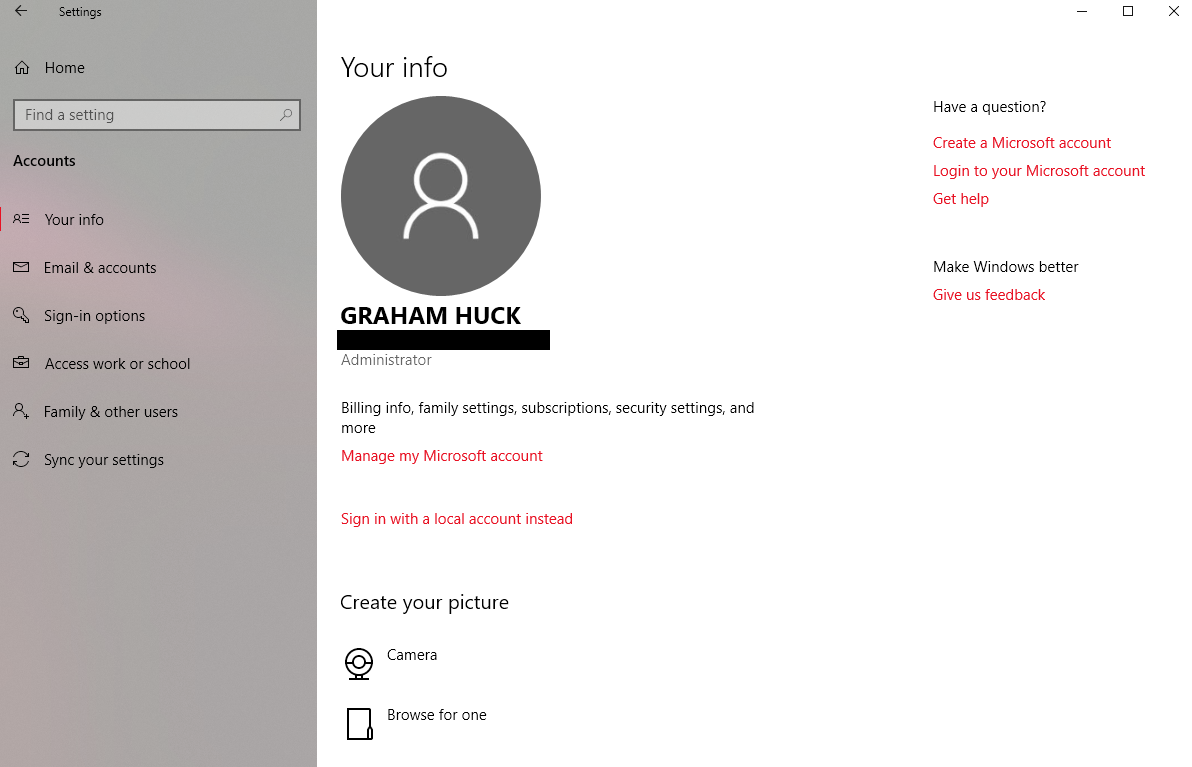 Settings
Home
Find a setting
Accounts
Your info
Email & accounts
Sign-in options
Access work or school
Family & other users
Sync your settings
Your info
GRAHAM HUCK
Administrator
Billing info, family settings, subscriptions, security settings, and
more
Manage my Microsoft account
Sign in with a local account instead
Create your picture
Camera
Browse for one
Have a question?
Create a Microsoft account
Login to your Microsoft account
Get help
Make Windows better
Give us feedback